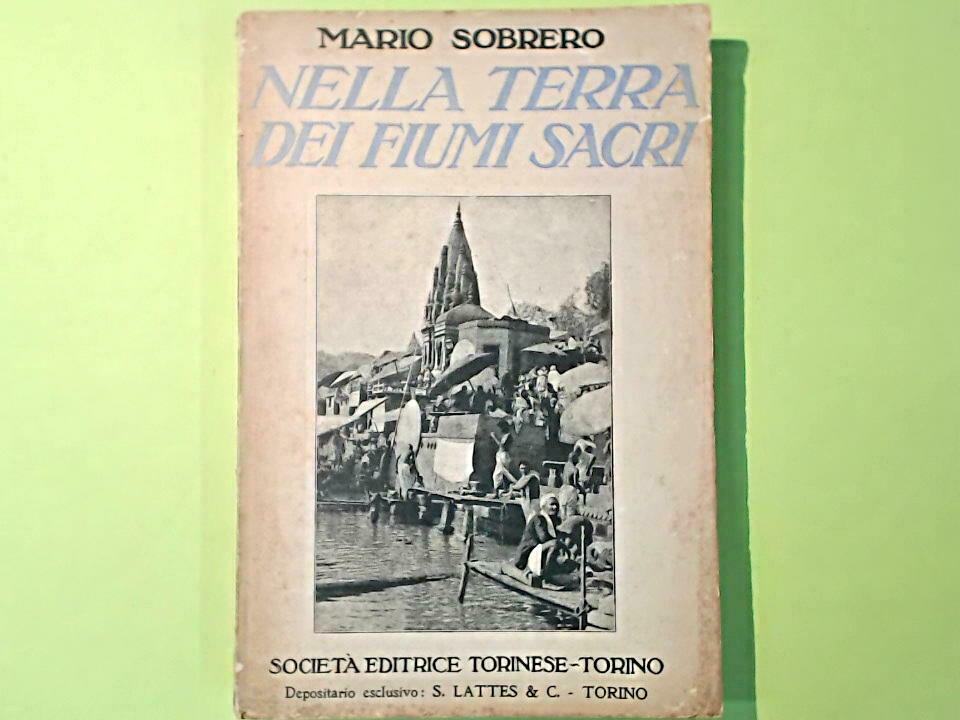 MARIO SOBRERO
NELLA TERRA
DEI FIUMI SACRI
SOCIETÀ EDITRICE TORINESE-TORINO
Depositario esclusivo: S. LATTES & C. - TORINO